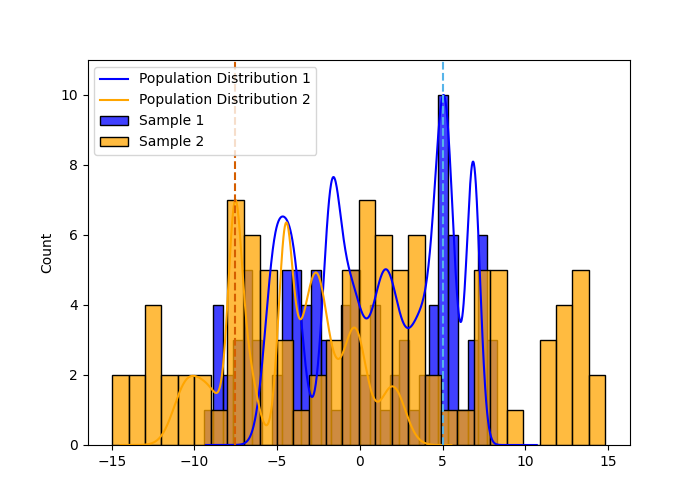 Population Distribution 1
Population Distribution 2
Sample 1
Sample 2
Count
10
8
6
4
2
0
−15 −10 −5 0 5 10 15